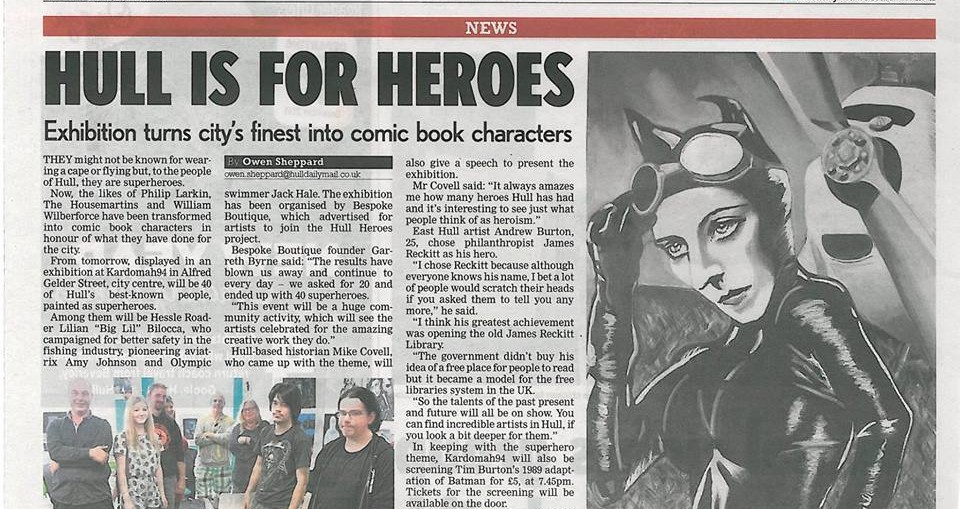 NEWS
HULL IS FOR HEROES
Exhibition turns city's finest into comic book characters
THEY might not be known for wear-
ing a cape or flying but, to the people
of Hull, they are superheroes.
Now, the likes of Philip Larkin,
The Housemartins and William
Wilberforce have been transformed
into comic book characters in
honour of what they have done for
the city.
From tomorrow, displayed in an
exhibition at Kardomah94 in Alfred
Gelder Street, city centre, will be 40
of Hull's best-known people,
painted as superheroes.
Among them will be Hessle Road-
er Lilian "Big Lil" Bilocca, who
campaigned for better safety in the
fishing industry, pioneering aviat-
rix Amy Johnson and Olympic
By Owen Sheppard
owen.sheppard@hulldailymail.co.uk
swimmer Jack Hale. The exhibition
has been organised by Bespoke
Boutique, which advertised for
artists to join the Hull Heroes
project.
Bespoke Boutique founder Gar-
reth Byrne said: "The results have
blown us away and continue to
every day – we asked for 20 and
ended up with 40 superheroes.
"This event will be a huge com-
munity activity, which will see the
artists celebrated for the amazing
creative work they do."
Hull-based historian Mike Covell,
who came up with the theme, will
also give a speech to present the
exhibition.
Mr Covell said: "It always amazes
me how many heroes Hull has had
and it's interesting to see just what
people think of as heroism."
East Hull artist Andrew Burton,
25, chose philanthropist James
Reckitt as his hero.
"I chose Reckitt because although
everyone knows his name, I bet a lot
of people would scratch their heads
if you asked them to tell you any
more," he said.
"I think his greatest achievement
was opening the old James Reckitt
Library.
"The government didn't buy his
idea of a free place for people to read
but it became a model for the free
libraries system in the UK.
"So the talents of the past present
and future will all be on show. You
can find incredible artists in Hull, if
you look a bit deeper for them."
In keeping with the superhero
theme, Kardomah94 will also be
screening Tim Burton's 1989 adapt-
ation of Batman for £5, at 7.45pm.
Tickets for the screening will be
available on the door.